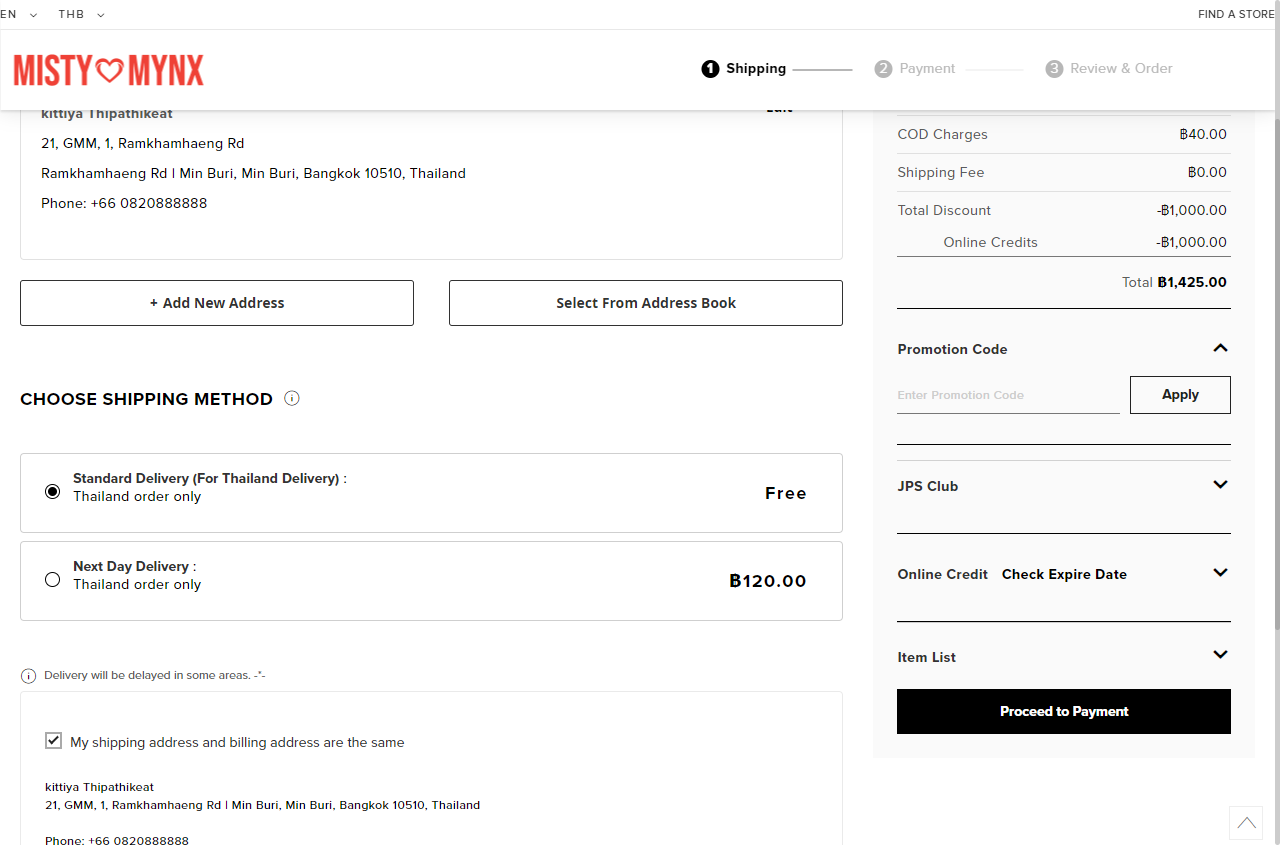 EN THB FIND A STORE
MISTY MYNX
1 Shipping 2 Payment 3 Review & Order
kittiya Thipathikeat Edit
21, GMM, 1, Ramkhamhaeng Rd
Ramkhamhaeng Rd | Min Buri, Min Buri, Bangkok 10510, Thailand
Phone: +66 0820888888
+ Add New Address
Select From Address Book
CHOOSE SHIPPING METHOD
Standard Delivery (For Thailand Delivery) :
Thailand order only
Free
Next Day Delivery :
Thailand order only
฿120.00
Delivery will be delayed in some areas. -*-
My shipping address and billing address are the same
kittiya Thipathikeat
21, GMM, 1, Ramkhamhaeng Rd | Min Buri, Min Buri, Bangkok 10510, Thailand
Phone: +66 0820888888
COD Charges ฿40.00
Shipping Fee ฿0.00
Total Discount -฿1,000.00
Online Credits -฿1,000.00
Total ฿1,425.00
Promotion Code
Enter Promotion Code Apply
JPS Club
Online Credit Check Expire Date
Item List
Proceed to Payment